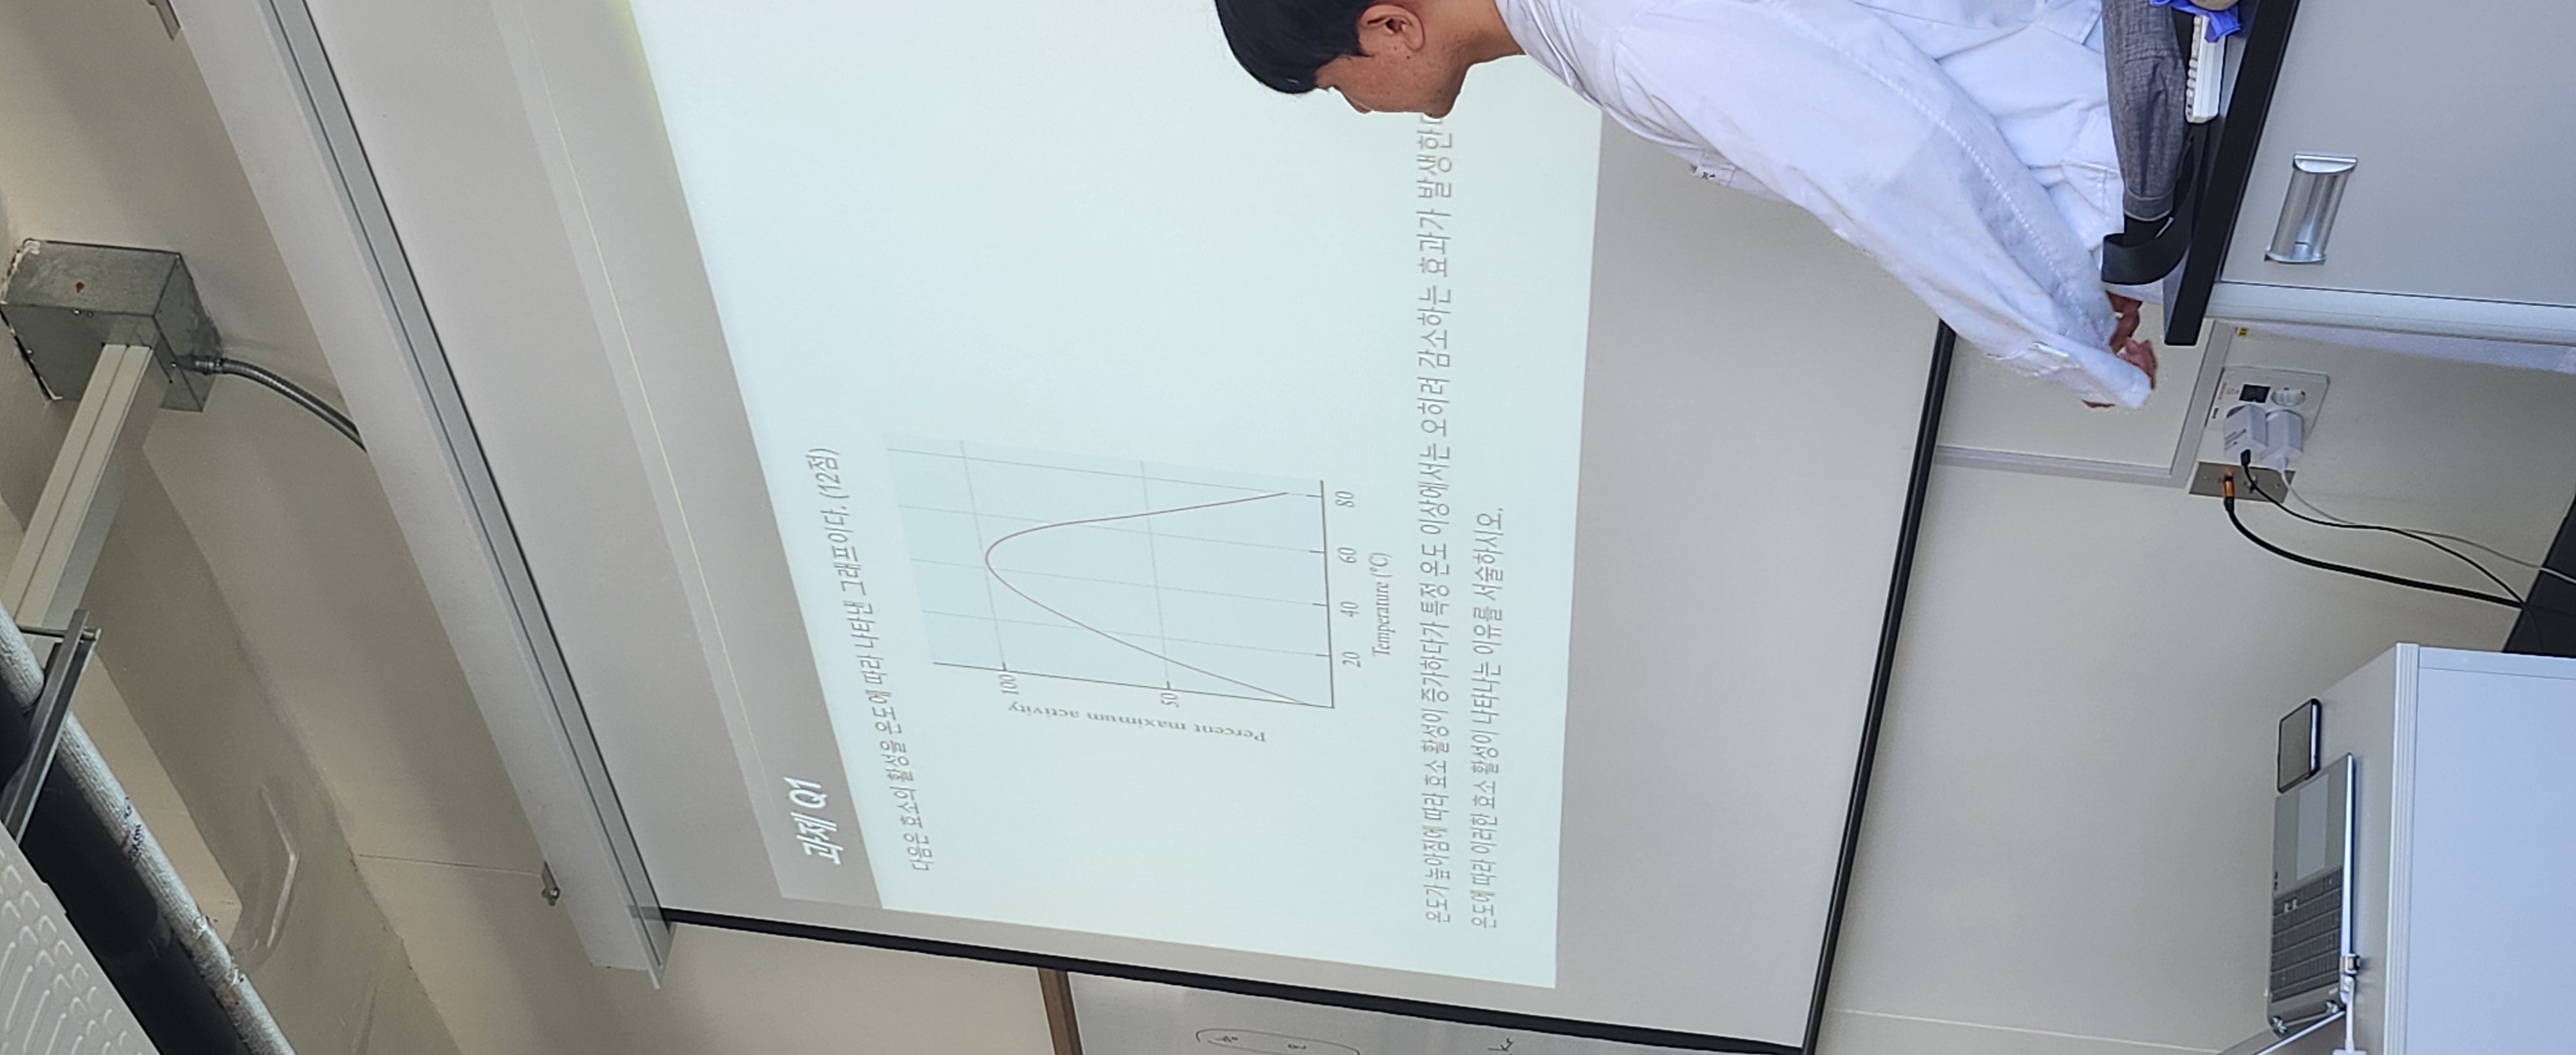 과제 Q1
다음은 효소의 활성을 온도에 따라 나타낸 그래프이다. (12점)
100
50
Percent maximum activity
20 40 60 80
Temperature (°C)
온도가 높아짐에 따라 효소 활성이 증가하다가 특정 온도 이상에서는 오히려 감소하는 효과가 발생한
온도에 따라 이러한 효소 활성이 나타나는 이유를 서술하시오.